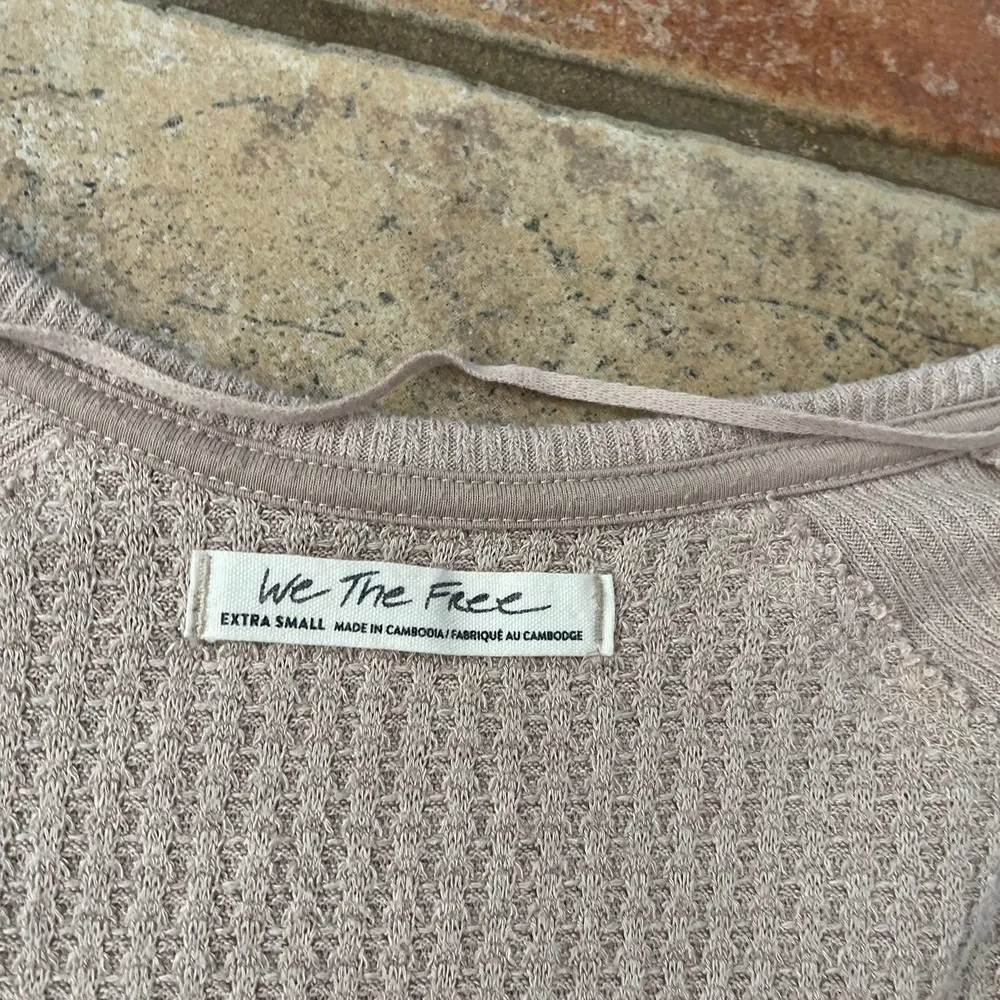 We The Free
EXTRA SMALL MADE IN CAMBODIA / FABRIQUÉ AU CAMBODGE